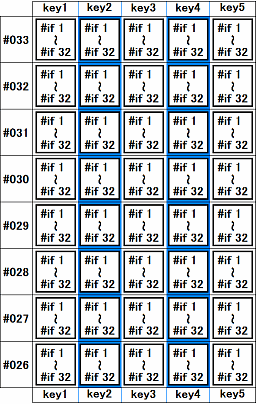 key1 key2 key3 key4 key5
#if 1 #if 1 #if 1 #if 1 #if 1
#033 ~ ~ ~ ~ ~
#if 32 #if 32 #if 32 #if 32 #if 32
#if 1 #if 1 #if 1 #if 1 #if 1
#032 ~ ~ ~ ~ ~
#if 32 #if 32 #if 32 #if 32 #if 32
#if 1 #if 1 #if 1 #if 1 #if 1
#031 ~ ~ ~ ~ ~
#if 32 #if 32 #if 32 #if 32 #if 32
#if 1 #if 1 #if 1 #if 1 #if 1
#030 ~ ~ ~ ~ ~
#if 32 #if 32 #if 32 #if 32 #if 32
#if 1 #if 1 #if 1 #if 1 #if 1
#029 ~ ~ ~ ~ ~
#if 32 #if 32 #if 32 #if 32 #if 32
#if 1 #if 1 #if 1 #if 1 #if 1
#028 ~ ~ ~ ~ ~
#if 32 #if 32 #if 32 #if 32 #if 32
#if 1 #if 1 #if 1 #if 1 #if 1
#027 ~ ~ ~ ~ ~
#if 32 #if 32 #if 32 #if 32 #if 32
#if 1 #if 1 #if 1 #if 1 #if 1
#026 ~ ~ ~ ~ ~
#if 32 #if 32 #if 32 #if 32 #if 32
key1 key2 key3 key4 key5